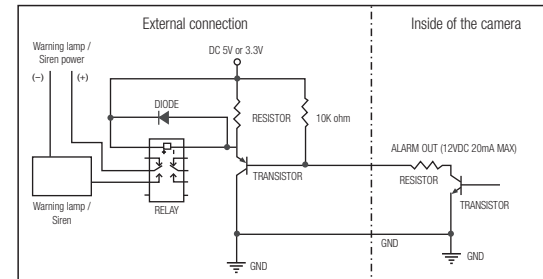 External connection
Inside of the camera
Warning lamp /
Siren power
(−)
(+)
DC 5V or 3.3V
DIODE
RESISTOR
10K ohm
ALARM OUT (12VDC 20mA MAX)
RESISTOR
TRANSISTOR
TRANSISTOR
RELAY
Warning lamp /
Siren
GND
GND
GND